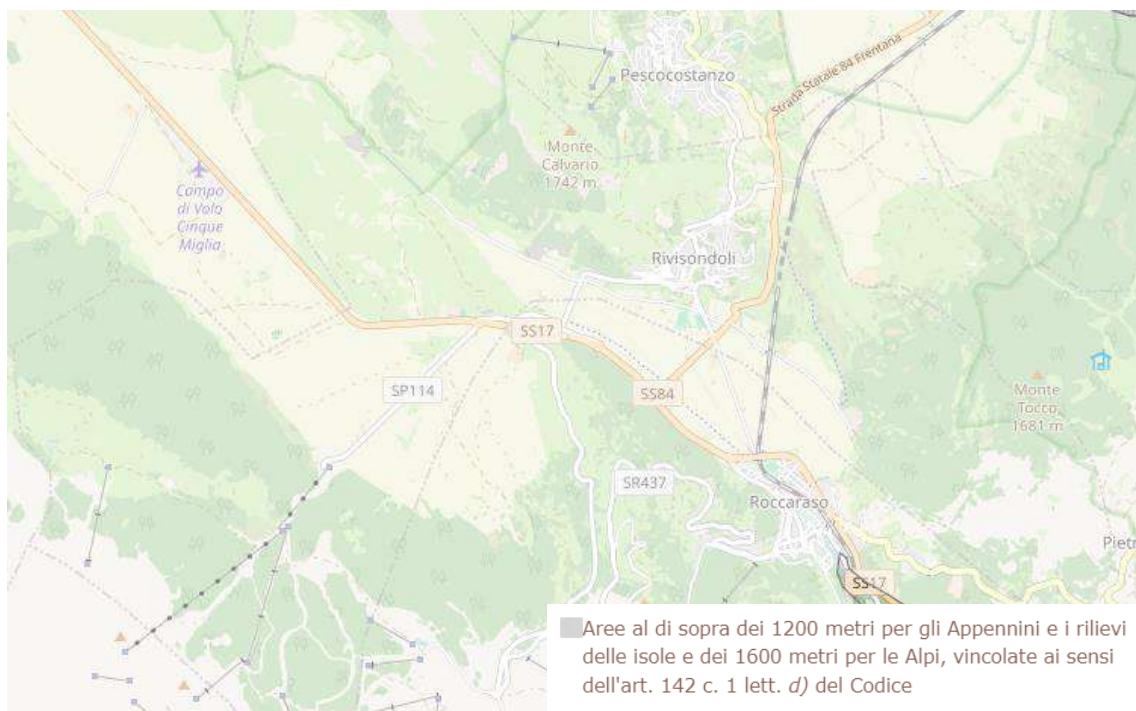 Pescocostanzo
Strada Statale 84 Frentana
Monte
Calvario
1742 m
Campo
di Volo
Cinque
Miglia
Rivisondoli
SS17
SP114
SS84
Monte
Tocco
1681 m
SR437
Roccaraso
Pietr
SS17
Aree al di sopra dei 1200 metri per gli Appennini e i rilievi
delle isole e dei 1600 metri per le Alpi, vincolate ai sensi
dell'art. 142 c. 1 lett. d) del Codice